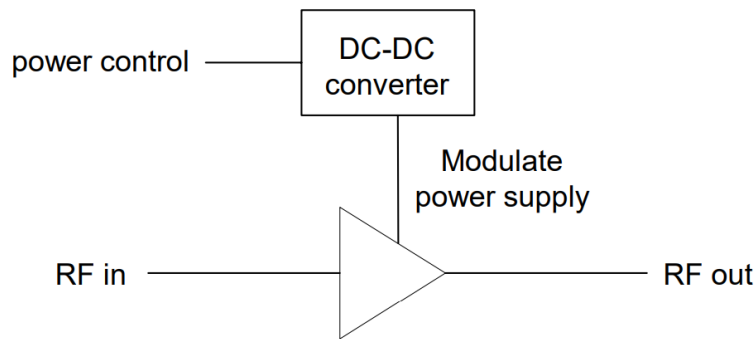 DC-DC
converter
power control
Modulate
power supply
RF in
RF out